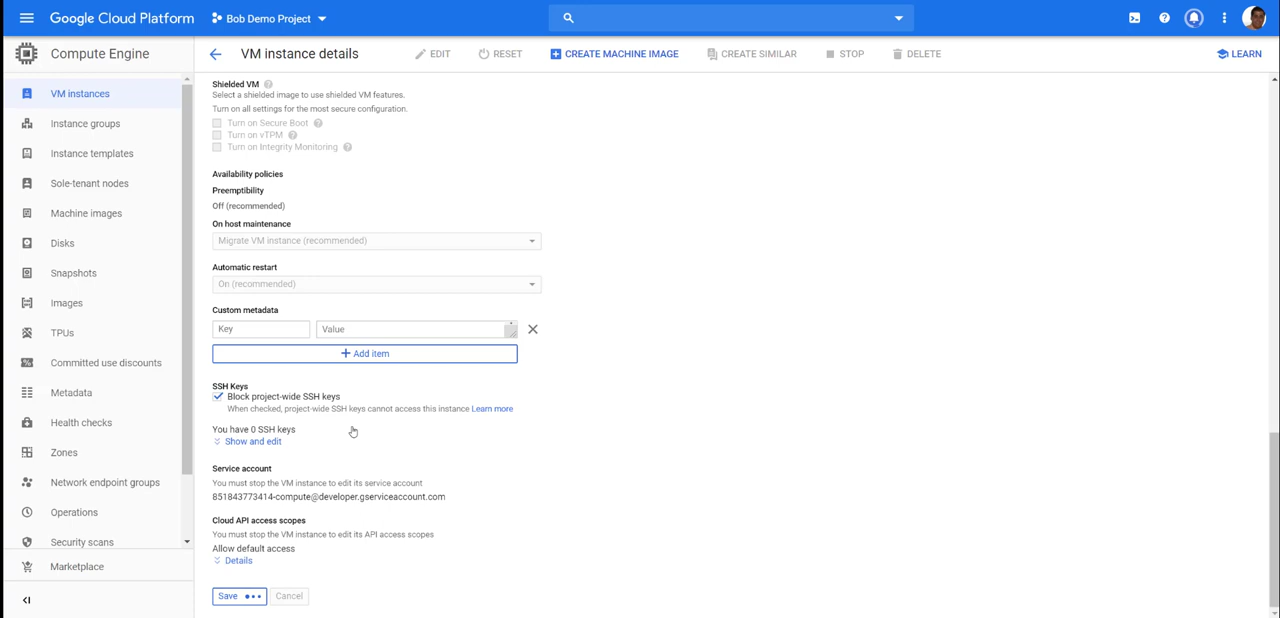 Google Cloud Platform
Bob Demo Project
Compute Engine
VM instance details
EDIT
RESET
CREATE MACHINE IMAGE
CREATE SIMILAR
STOP
DELETE
LEARN
VM instances
Instance groups
Instance templates
Sole-tenant nodes
Machine images
Disks
Snapshots
Images
TPUs
Committed use discounts
Metadata
Health checks
Zones
Network endpoint groups
Operations
Security scans
Marketplace
Shielded VM
Select a shielded image to use shielded VM features.
Turn on all settings for the most secure configuration.
Turn on Secure Boot
Turn on vTPM
Turn on Integrity Monitoring
Availability policies
Preemptibility
Off (recommended)
On host maintenance
Migrate VM instance (recommended)
Automatic restart
On (recommended)
Custom metadata
Key
Value
Add item
SSH Keys
Block project-wide SSH keys
When checked, project-wide SSH keys cannot access this instance Learn more
You have 0 SSH keys
Show and edit
Service account
You must stop the VM instance to edit its service account
851843773414-compute@developer.gserviceaccount.com
Cloud API access scopes
You must stop the VM instance to edit its API access scopes
Allow default access
Details
Save
Cancel